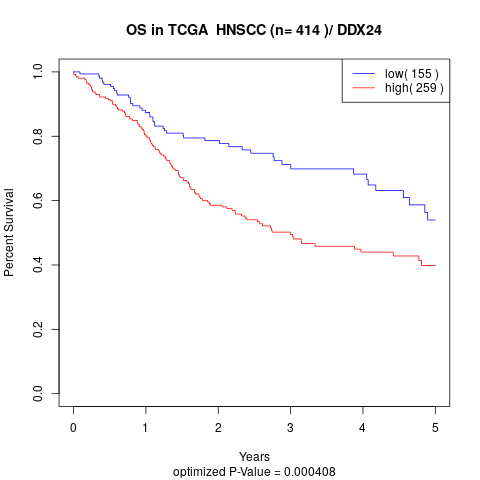 OS in TCGA  HNSCC (n= 414 )/ DDX24
low( 155 )
high( 259 )
Percent Survival
1.0
0.8
0.6
0.4
0.2
0.0
0 1 2 3 4 5
Years
optimized P-Value = 0.000408